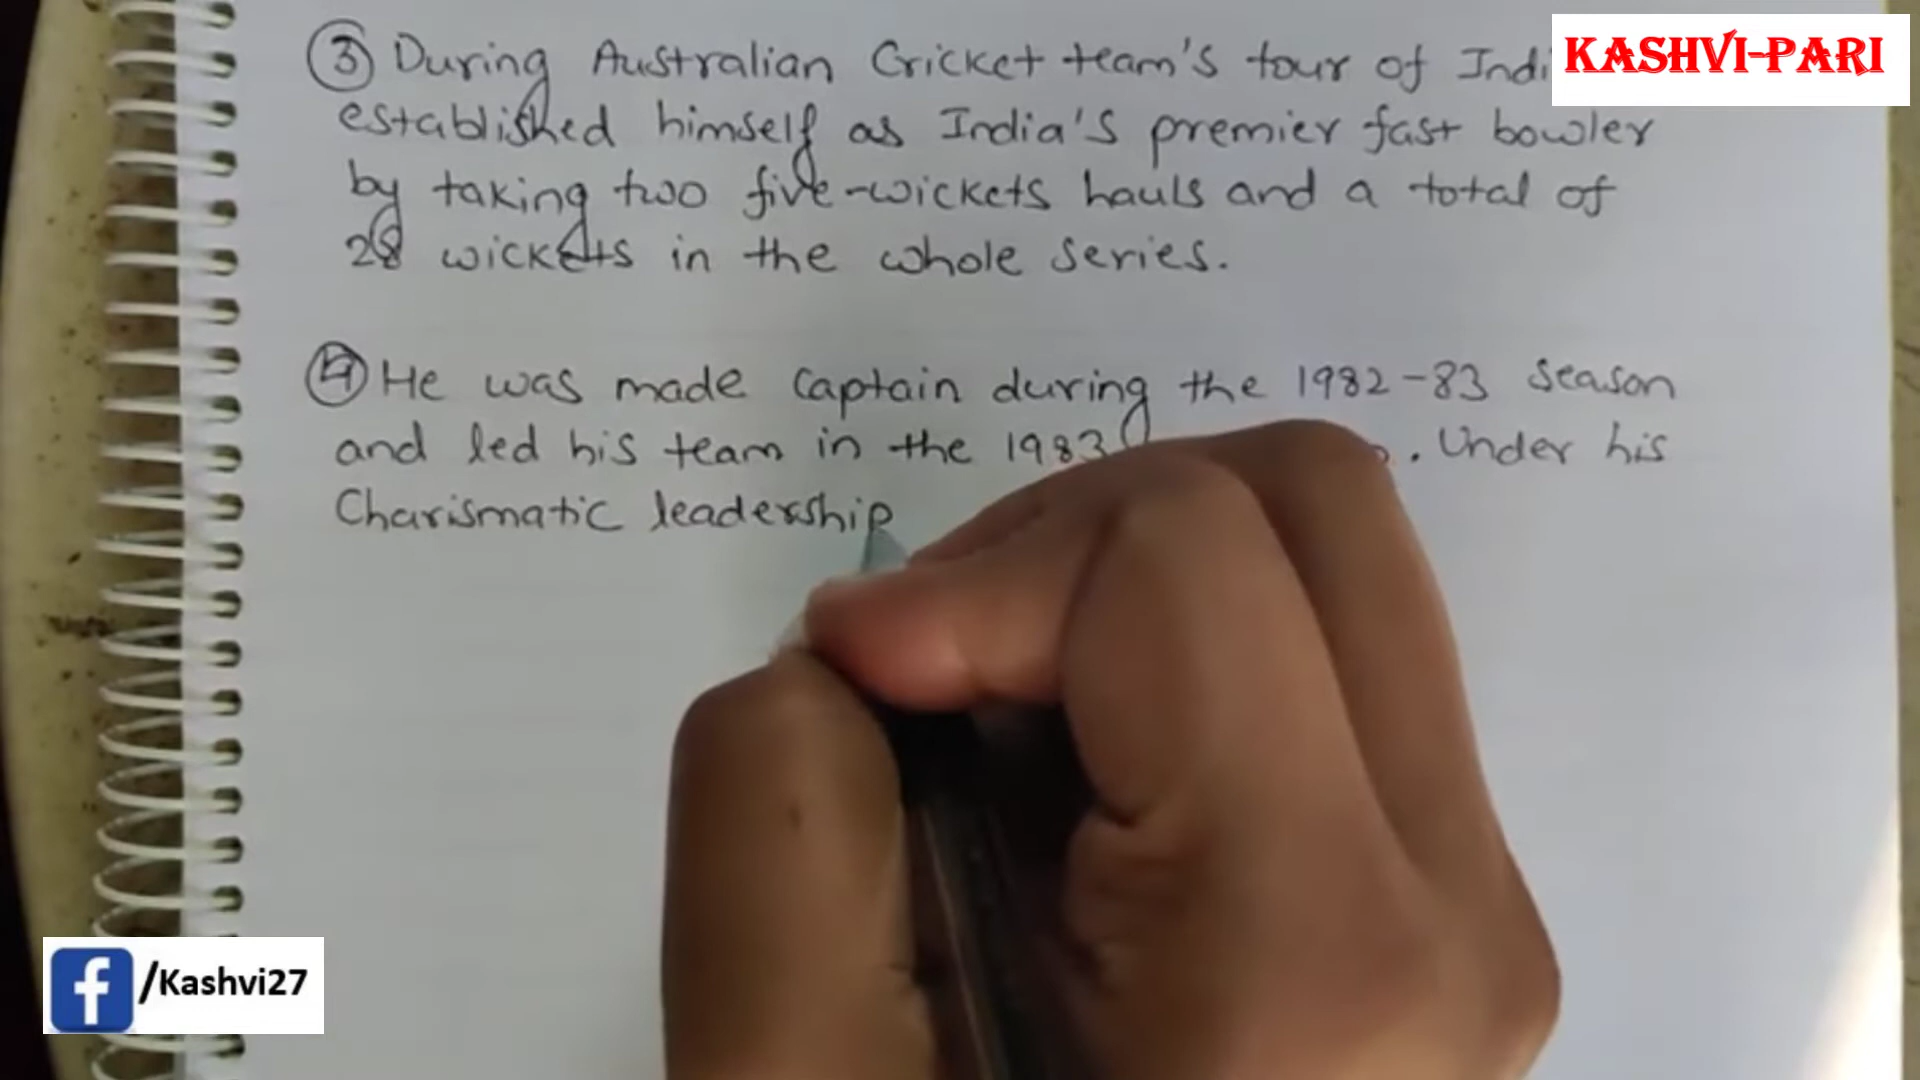 ③ During Australian Cricket team's tour of Indi
KASHVI-PARI
established himself as India's premier fast bowler
by taking two five-wickets hauls and a total of
28 wickets in the whole series.
④ He was made Captain during the 1982-83 season
and led his team in the 1983 . Under his
Charismatic leadership
f /Kashvi27